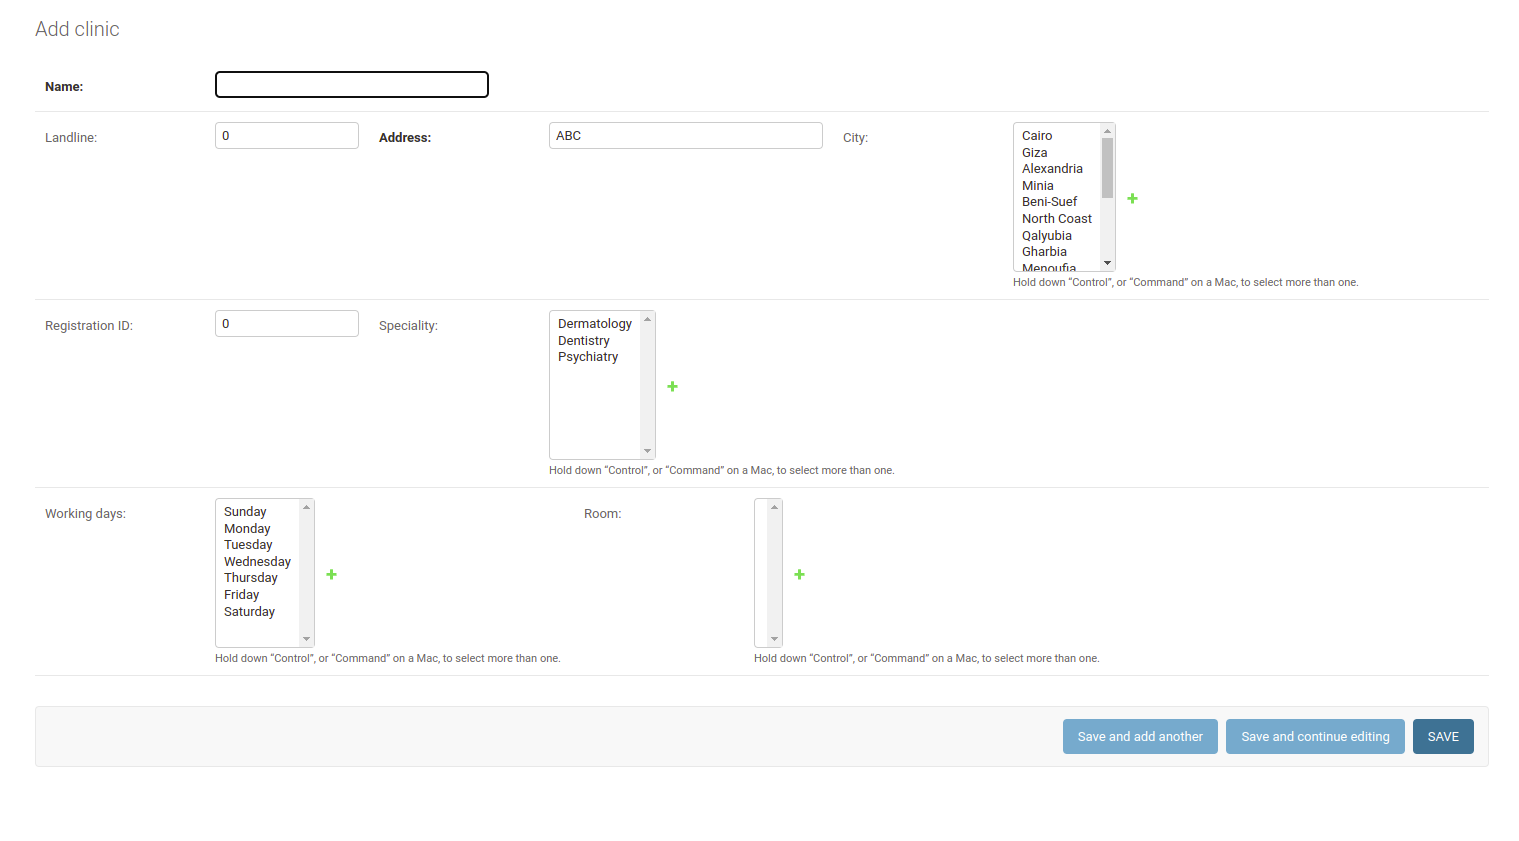 Add clinic
Name:
Landline:
0
Address:
ABC
City:
Cairo
Giza
Alexandria
Minia
Beni-Suef
North Coast
Qalyubia
Gharbia
Menoufia
Hold down “Control”, or “Command” on a Mac, to select more than one.
Registration ID:
0
Speciality:
Dermatology
Dentistry
Psychiatry
Hold down “Control”, or “Command” on a Mac, to select more than one.
Working days:
Sunday
Monday
Tuesday
Wednesday
Thursday
Friday
Saturday
Hold down “Control”, or “Command” on a Mac, to select more than one.
Room:
Hold down “Control”, or “Command” on a Mac, to select more than one.
Save and add another
Save and continue editing
SAVE